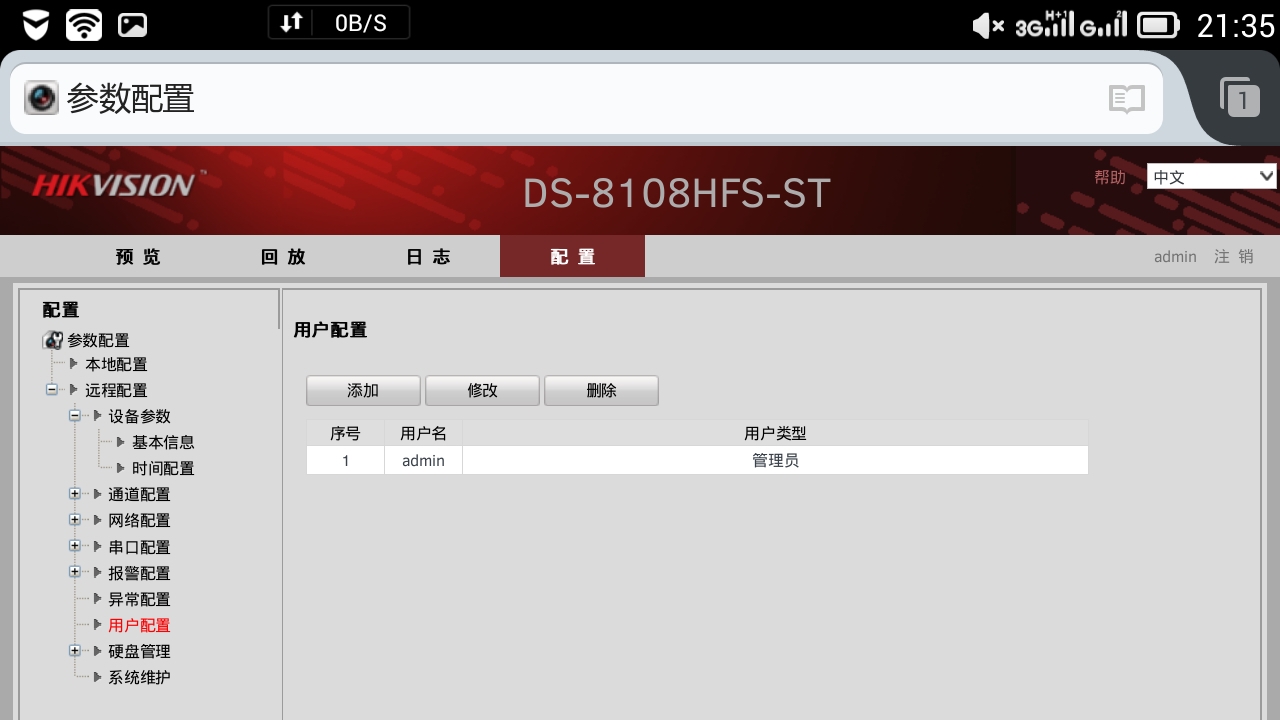 0B/S
3G H+1 G 2 21:35
参数配置
1
HIKVISION™
DS-8108HFS-ST
帮助 中文
预览 回放 日志 配置 admin 注销
配置
参数配置
本地配置
远程配置
设备参数
基本信息
时间配置
通道配置
网络配置
串口配置
报警配置
异常配置
用户配置
硬盘管理
系统维护
用户配置
添加 修改 删除
序号 用户名 用户类型
1 admin 管理员